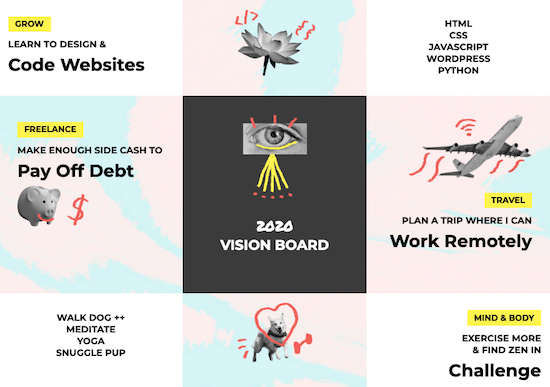 GROW
LEARN TO DESIGN &
Code Websites
</>
{ }
HTML
CSS
JAVASCRIPT
WORDPRESS
PYTHON
FREELANCE
MAKE ENOUGH SIDE CASH TO
Pay Off Debt
$
2020
VISION BOARD
TRAVEL
PLAN A TRIP WHERE I CAN
Work Remotely
WALK DOG ++
MEDITATE
YOGA
SNUGGLE PUP
MIND & BODY
EXERCISE MORE
& FIND ZEN IN
Challenge